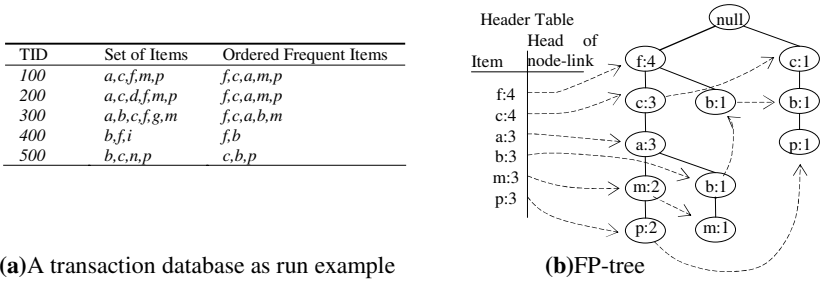 TID Set of Items Ordered Frequent Items
100 a,c,f,m,p f,c,a,m,p
200 a,c,d,f,m,p f,c,a,m,p
300 a,b,c,f,g,m f,c,a,b,m
400 b,f,i f,b
500 b,c,n,p c,b,p
(a)A transaction database as run example
Header Table
Item Head of
node-link
f:4
c:4
a:3
b:3
m:3
p:3
null
f:4 c:1
c:3 b:1 b:1
a:3 p:1
m:2 b:1
p:2 m:1
(b)FP-tree